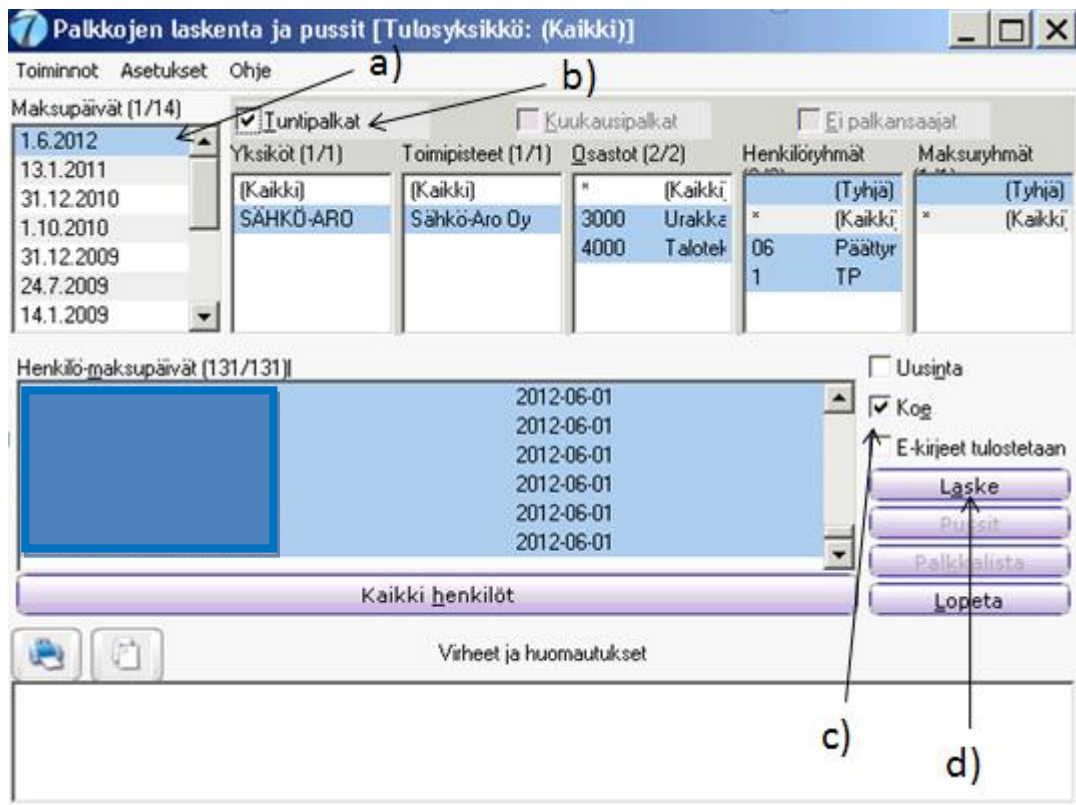 Palkkojen laskenta ja pussit [Tulosyksikkö: (Kaikki)]
Toiminnot Asetukset Ohje
a)
b)
Maksupäivät (1/14)
1.6.2012
13.1.2011
31.12.2010
1.10.2010
31.12.2009
24.7.2009
14.1.2009
Tuntipalkat Kuukausipalkat Ei palkansaajat
Yksiköt (1/1)
(Kaikki)
SÄHKÖ-ARO
Toimipisteet (1/1)
(Kaikki)
Sähkö-Aro Oy
Osastot (2/2)
* (Kaikki)
3000 Urakka
4000 Talotek
Henkilöryhmät
(Tyhjä)
* (Kaikki)
06 Päättyr
1 TP
Maksuryhmät
(Tyhjä)
* (Kaikki)
Henkilö-maksupäivät (131/131)
2012-06-01
2012-06-01
2012-06-01
2012-06-01
2012-06-01
2012-06-01
Kaikki henkilöt
Uusinta
Koe
E-kirjeet tulostetaan
Laske
Pussit
Palkkalista
Lopeta
Virheet ja huomautukset
c)
d)